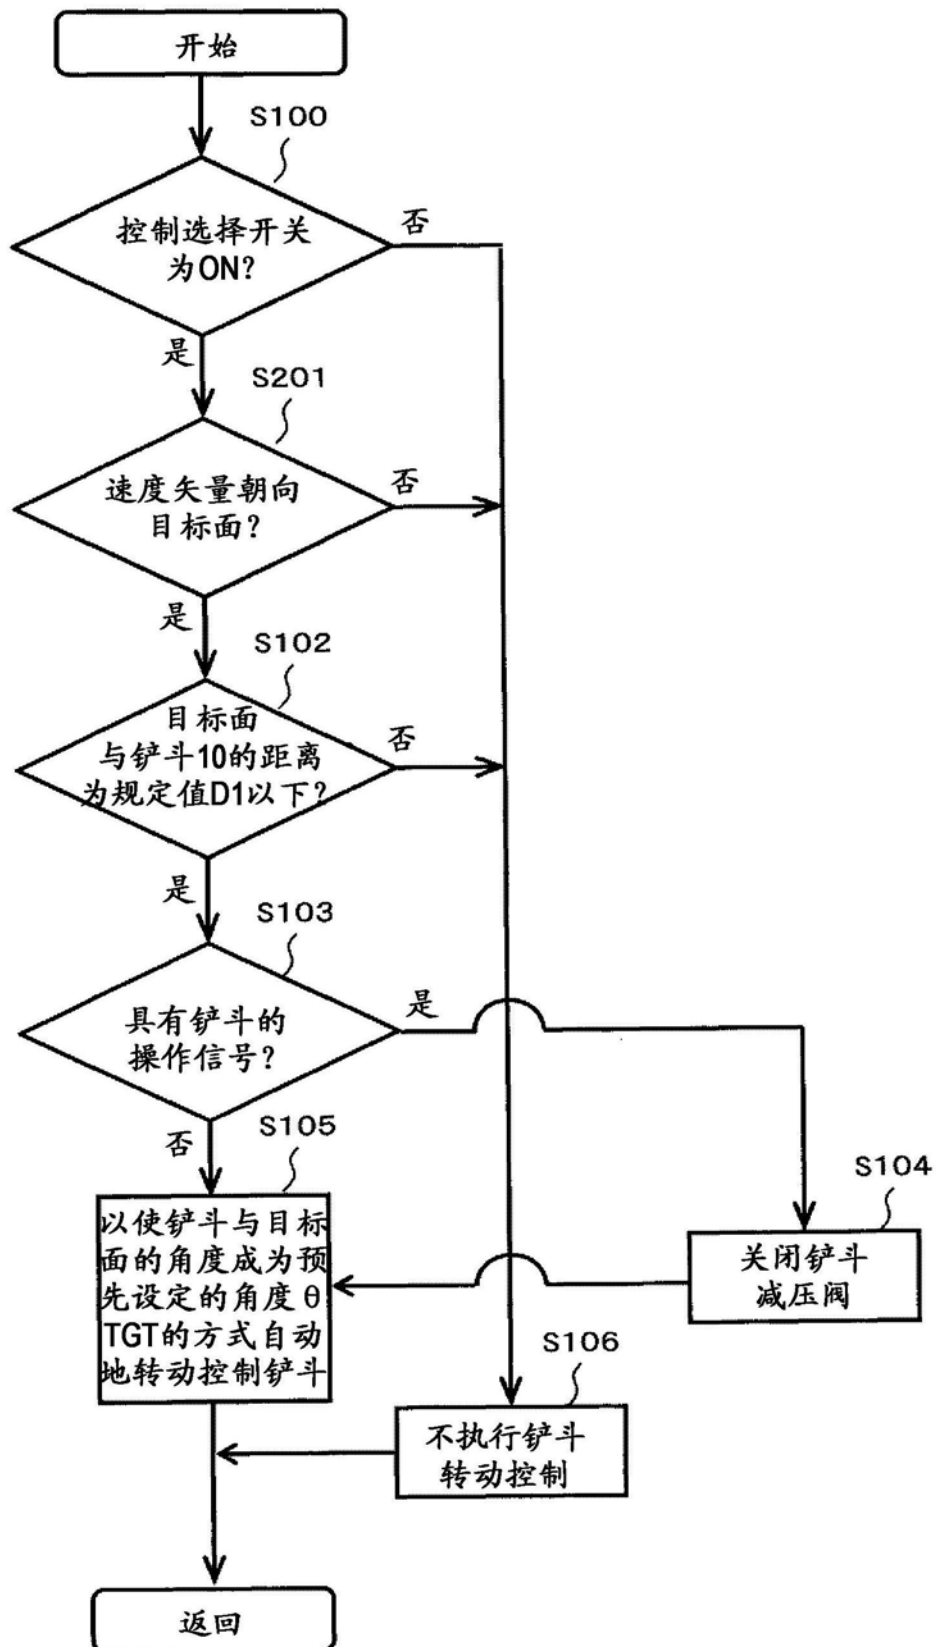 开始
S100
控制选择开关
为ON?
否
是
S201
速度矢量朝向
目标面?
否
是
S102
目标面
与铲斗10的距离
为规定值D1以下?
否
是
S103
具有铲斗的
操作信号?
是
否
S105
以使铲斗与目标
面的角度成为预
先设定的角度θ
TGT的方式自动
地转动控制铲斗
S104
关闭铲斗
减压阀
S106
不执行铲斗
转动控制
返回